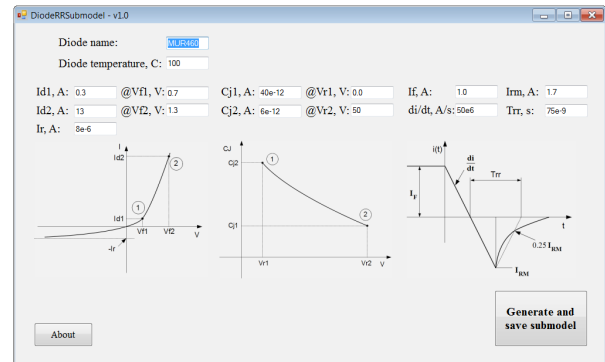 DiodeRRSubmodel - v1.0
Diode name: MUR460
Diode temperature, C: 100
Id1, A: 0.3 @Vf1, V: 0.7 Cj1, A: 40e-12 @Vr1, V: 0.0 If, A: 1.0 Irm, A: 1.7
Id2, A: 13 @Vf2, V: 1.3 Cj2, A: 6e-12 @Vr2, V: 50 di/dt, A/s: 50e6 Trr, s: 75e-9
Ir, A: 8e-6
I
Id2
2
1
Id1
Vf1 Vf2 V
-Ir
CJ
Cj2
1
2
Cj1
Vr1 Vr2 V
i(t)
di
dt
Trr
IF
t
0.25 IRM
IRM
About
Generate and
save submodel